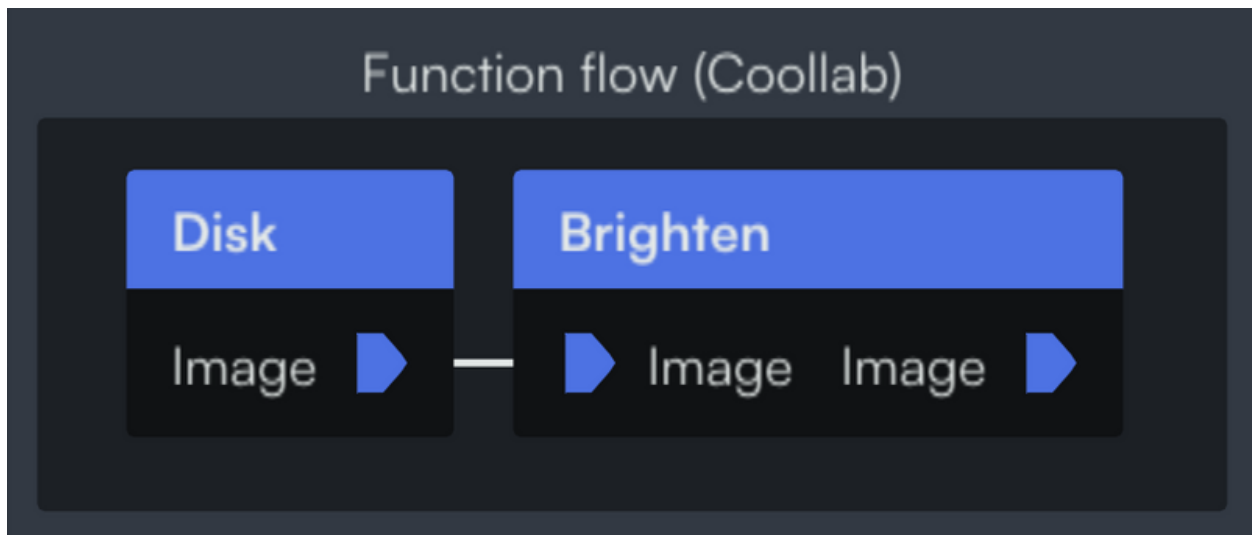 Function flow (Coollab)
Disk
Brighten
Image
Image
Image